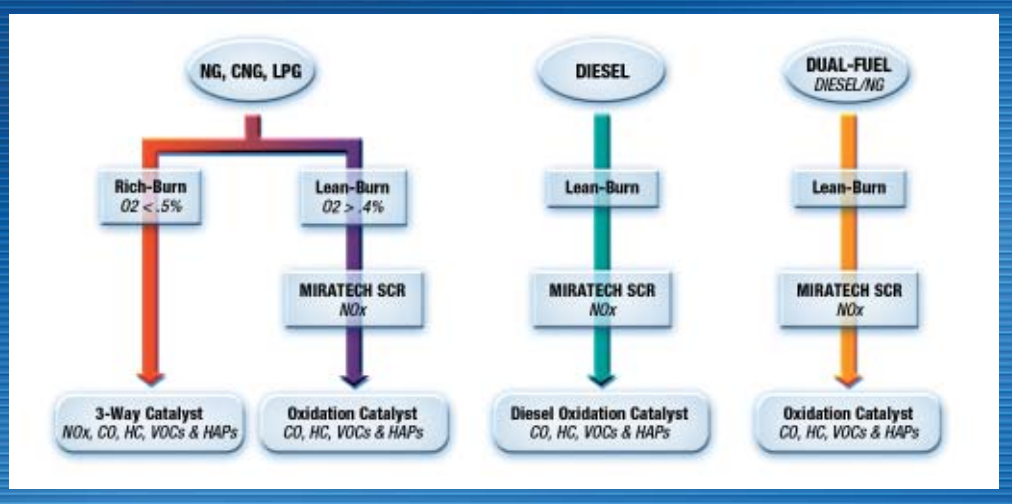 NG, CNG, LPG
Rich-Burn
O2 < .5%
Lean-Burn
O2 > .4%
MIRATECH SCR
NOx
3-Way Catalyst
NOx, CO, HC, VOCs & HAPs
Oxidation Catalyst
CO, HC, VOCs & HAPs
DIESEL
Lean-Burn
MIRATECH SCR
NOx
Diesel Oxidation Catalyst
CO, HC, VOCs & HAPs
DUAL-FUEL
DIESEL/NG
Lean-Burn
MIRATECH SCR
NOx
Oxidation Catalyst
CO, HC, VOCs & HAPs